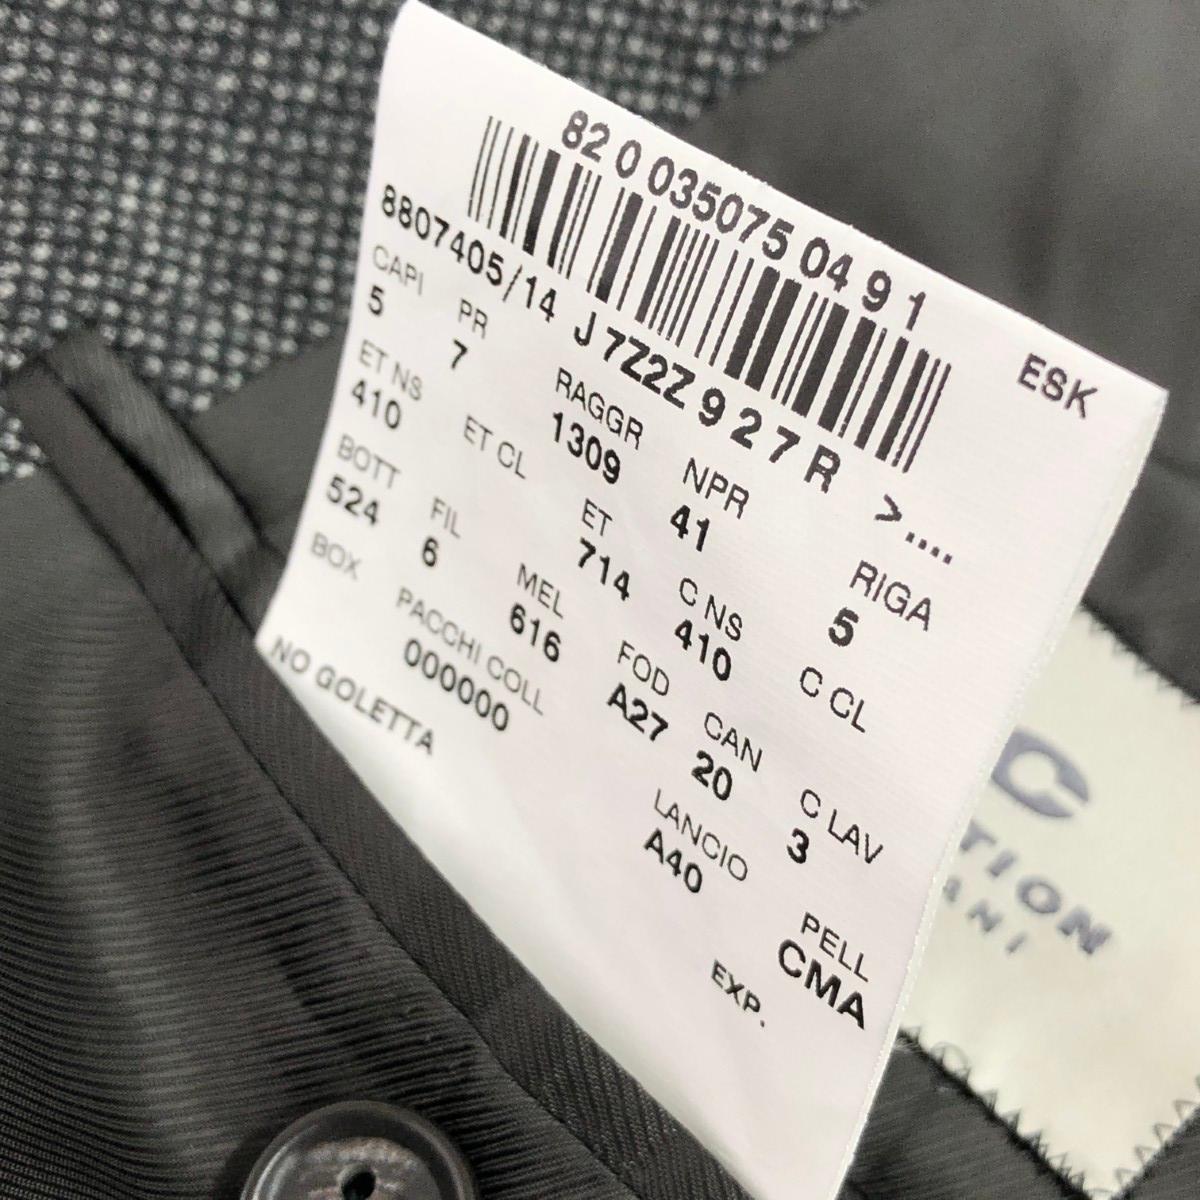 82 0 035075 04 9 1
ESK
8807405/14 J 7Z2Z 9 2 7 R >....
CAPI PR RAGGR NPR RIGA
5 7 1309 41 5
ET NS ET CL ET C NS C CL
410 714 410
BOTT FIL MEL FOD CAN C LAV
524 6 616 A27 20 3
BOX PACCHI COLL LANCIO PELL
000000 A40 CMA
NO GOLETTA EXP.
C
TION
ANI